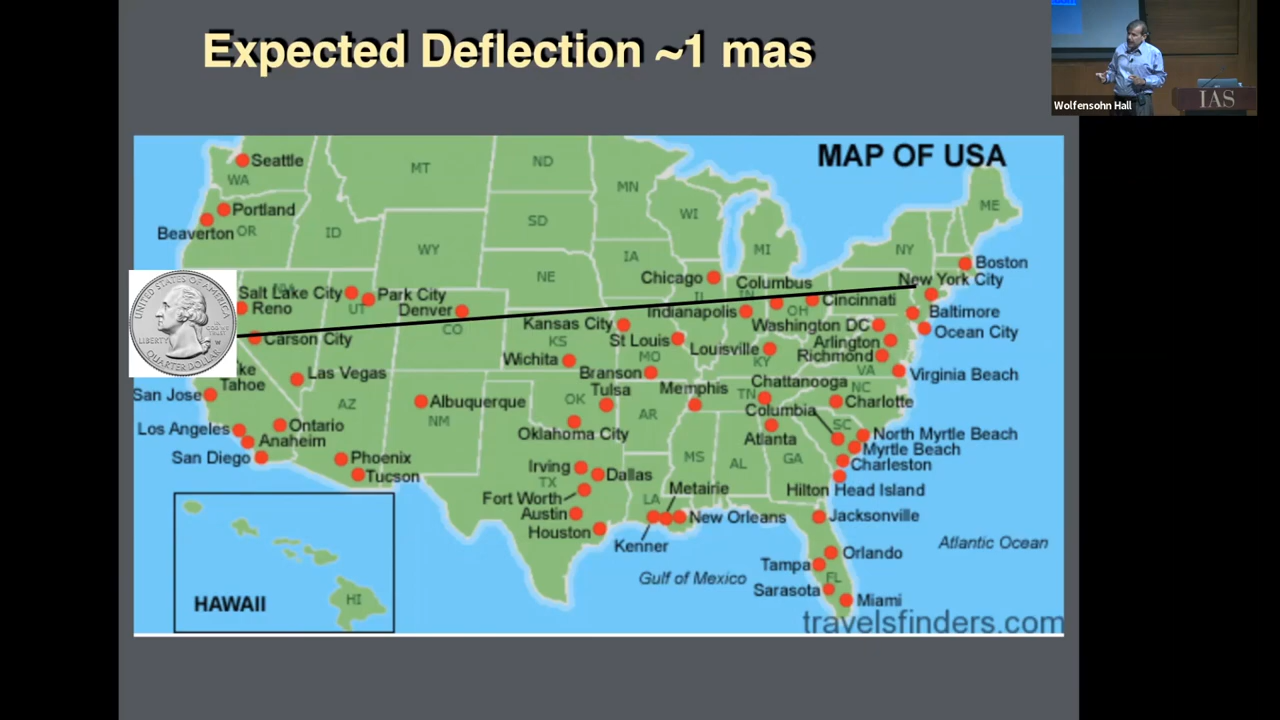 Expected Deflection ~1 mas
Wolfensohn Hall
IAS
MAP OF USA
Seattle
WA
MT
ND
MN
ME
Portland
Beaverton
OR
ID
SD
WI
WY
MI
NY
IA
Boston
NE
Chicago
Columbus
New York City
Salt Lake City
Park City
IL
IN
Cincinnati
Reno
UT
Denver
OH
Indianapolis
Baltimore
CO
Kansas City
Washington DC
Ocean City
Carson City
KS
St Louis
Louisville
Arlington
Wichita
MO
KY
Richmond
Las Vegas
Branson
VA
Virginia Beach
Tahoe
Tulsa
Memphis
Chattanooga
NC
San Jose
AZ
Albuquerque
OK
AR
TN
Charlotte
NM
Columbia
Los Angeles
Ontario
Oklahoma City
SC
Anaheim
Atlanta
North Myrtle Beach
San Diego
Phoenix
MS
AL
GA
Myrtle Beach
Tucson
Irving
Dallas
Charleston
TX
Metairie
Hilton Head Island
Fort Worth
LA
Austin
New Orleans
Jacksonville
Houston
Kenner
Atlantic Ocean
Orlando
Tampa
Gulf of Mexico
FL
Sarasota
HAWAII
HI
Miami
travelsfinders.com
UNITED STATES OF AMERICA
LIBERTY
QUARTER DOLLAR